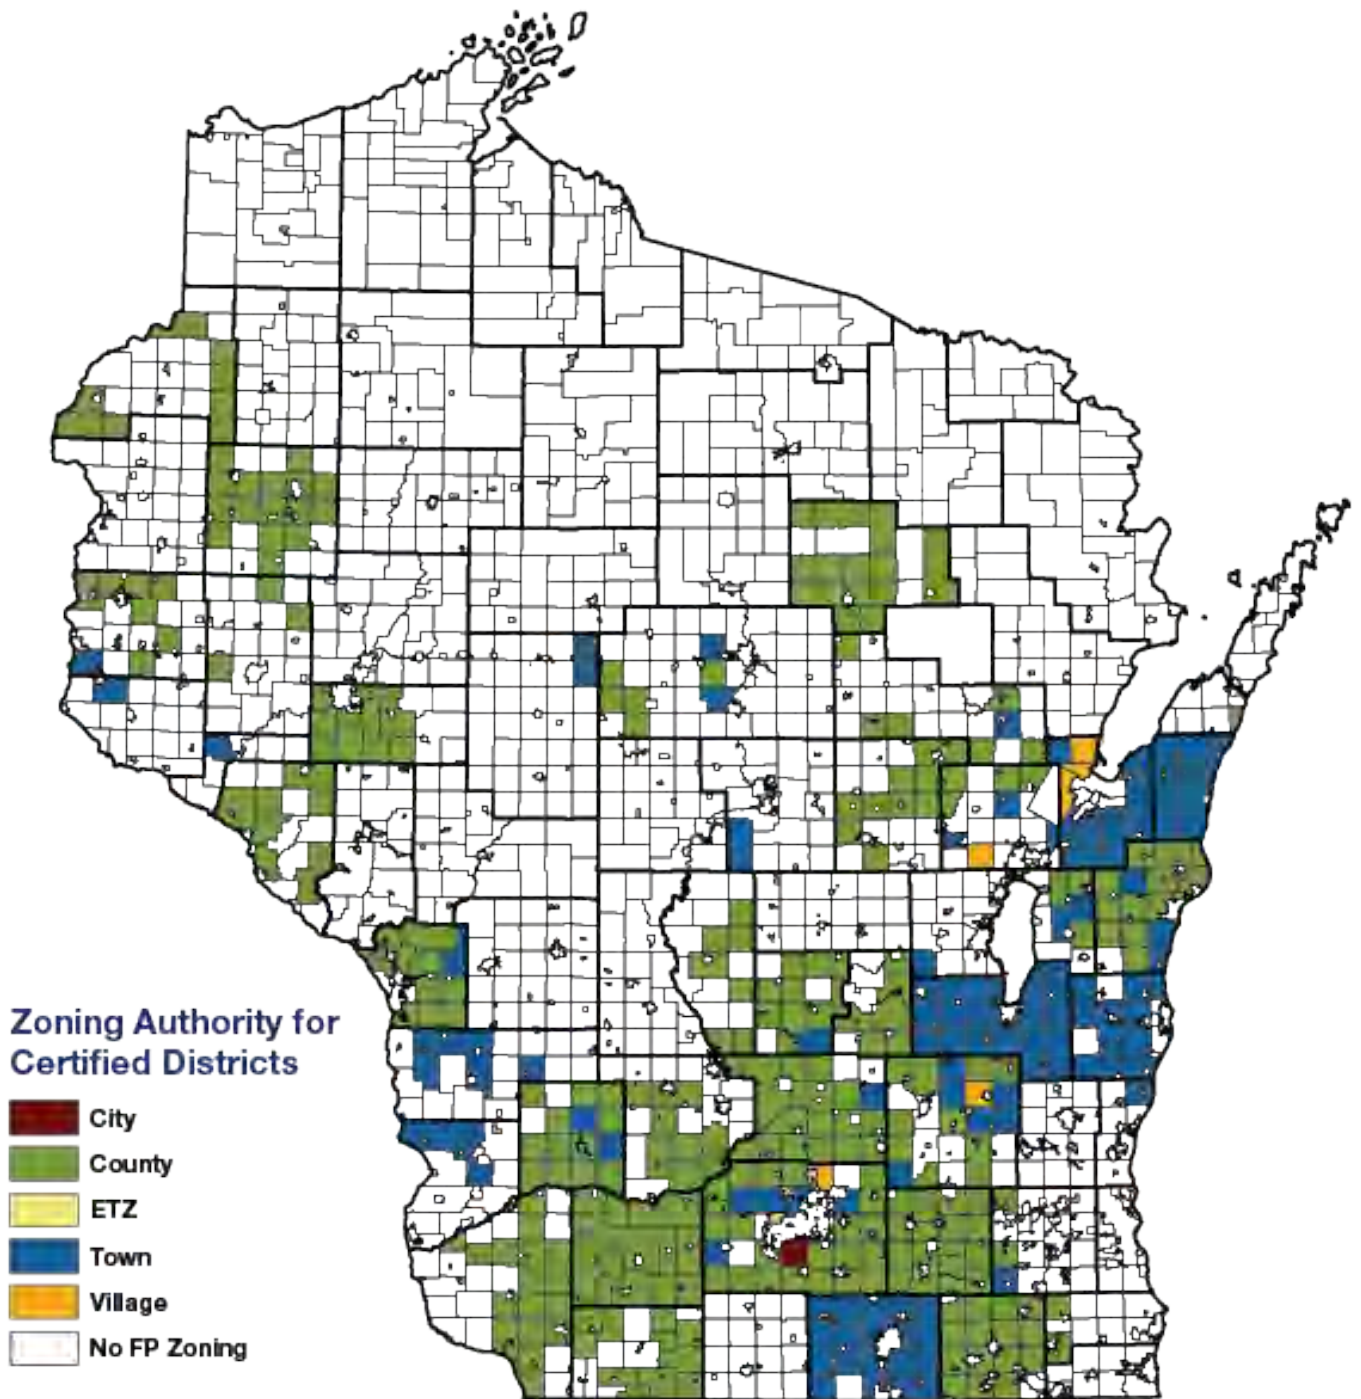 Zoning Authority for
Certified Districts
City
County
ETZ
Town
Village
No FP Zoning